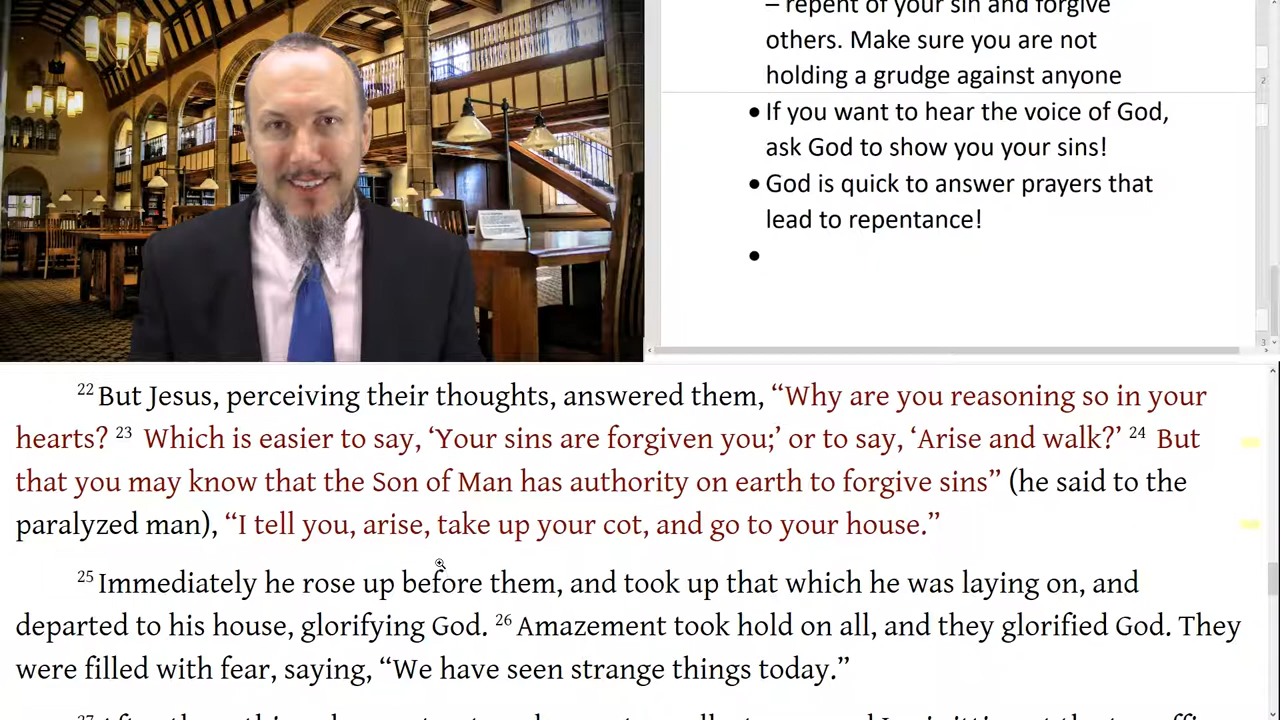 – repent of your sin and forgive
others. Make sure you are not
holding a grudge against anyone
• If you want to hear the voice of God,
ask God to show you your sins!
• God is quick to answer prayers that
lead to repentance!
•
22 But Jesus, perceiving their thoughts, answered them, “Why are you reasoning so in your
hearts? 23 Which is easier to say, ‘Your sins are forgiven you;’ or to say, ‘Arise and walk?’ 24 But
that you may know that the Son of Man has authority on earth to forgive sins” (he said to the
paralyzed man), “I tell you, arise, take up your cot, and go to your house.”
25 Immediately he rose up before them, and took up that which he was laying on, and
departed to his house, glorifying God. 26 Amazement took hold on all, and they glorified God. They
were filled with fear, saying, “We have seen strange things today.”